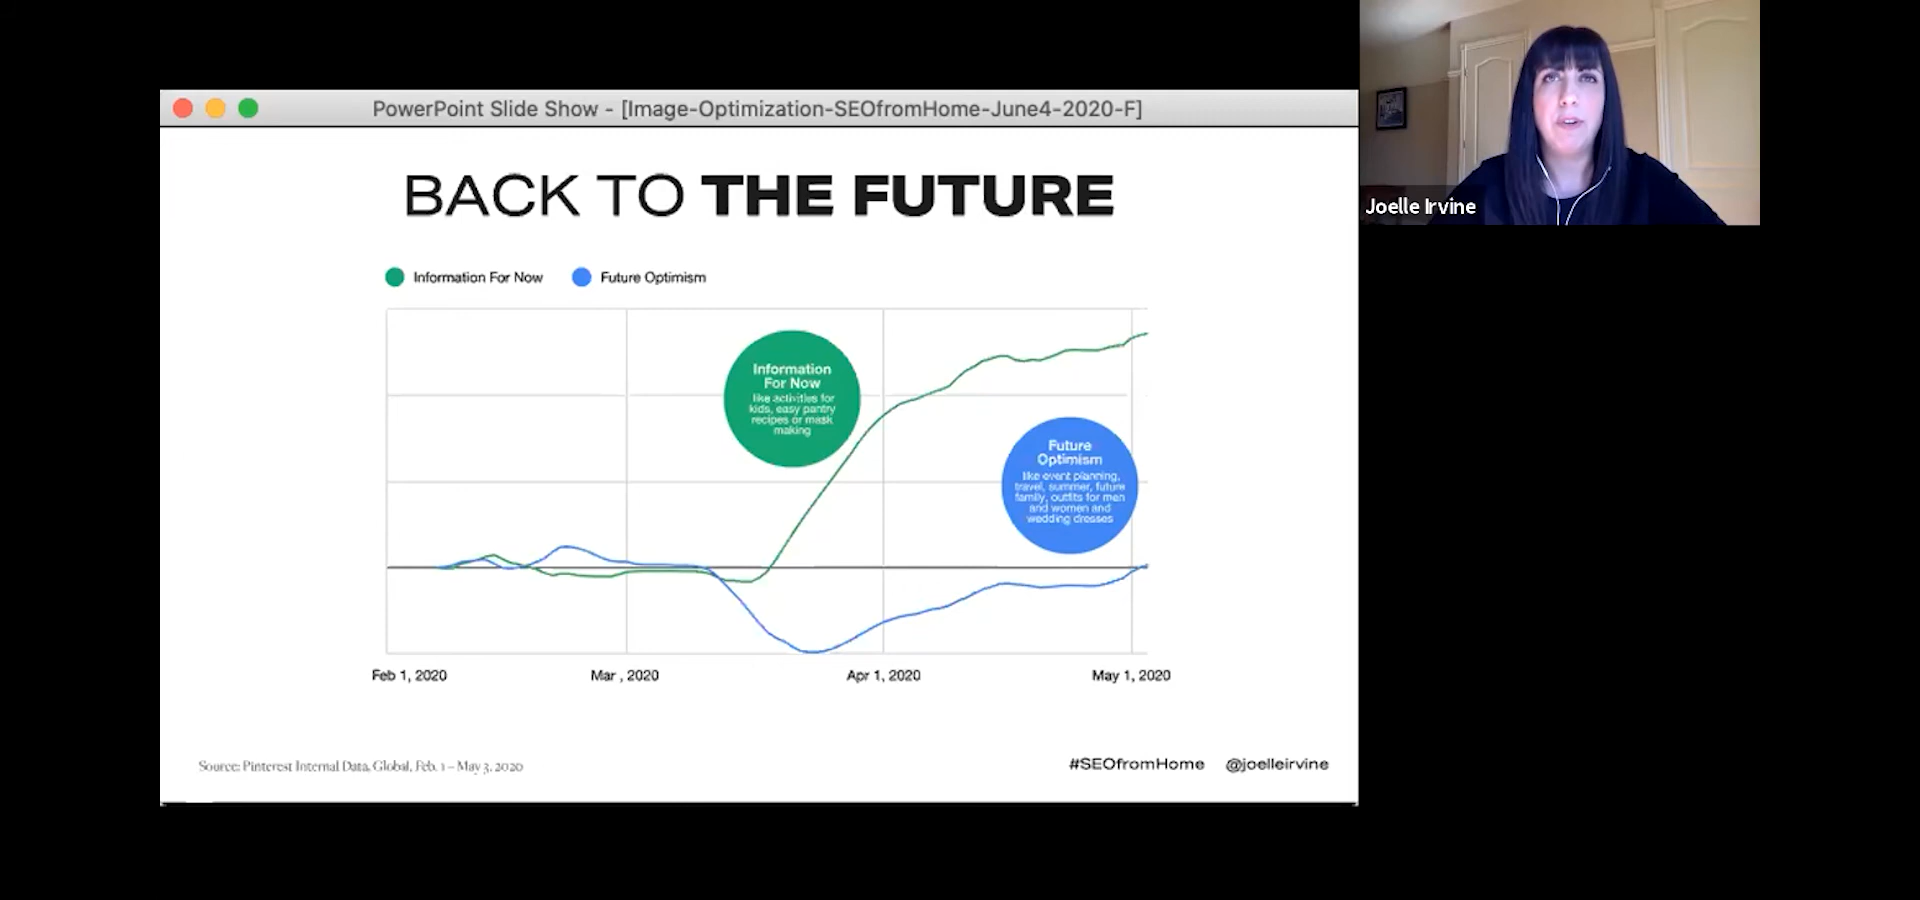 PowerPoint Slide Show - [Image-Optimization-SEOfromHome-June4-2020-F]
Joelle Irvine
BACK TO THE FUTURE
Information For Now
Future Optimism
Information
For Now
like activities for
kids, easy pantry
recipes or mask
making
Future
Optimism
like event planning,
travel, summer, future
family, outfits for men
and women and
wedding dresses
Feb 1, 2020
Mar , 2020
Apr 1, 2020
May 1, 2020
Source: Pinterest Internal Data, Global, Feb. 1 – May 3, 2020
#SEOfromHome @joelleirvine